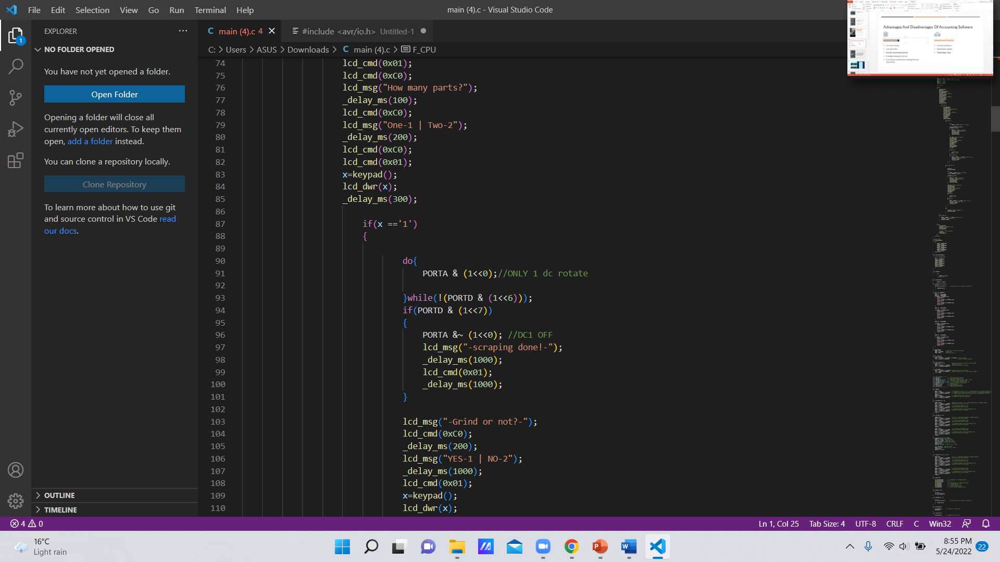 File Edit Selection View Go Run Terminal Help
main (4).c - Visual Studio Code
EXPLORER
C main (4).c 4
#include <avr/io.h> Untitled-1
NO FOLDER OPENED
C: > Users > ASUS > Downloads > C main (4).c > F_CPU
You have not yet opened a folder.
Open Folder
Opening a folder will close all
currently open editors. To keep them
open, add a folder instead.
You can clone a repository locally.
Clone Repository
To learn more about how to use git
and source control in VS Code read
our docs.
OUTLINE
TIMELINE
74 lcd_cmd(0x01);
75 lcd_cmd(0xC0);
76 lcd_msg("How many parts?");
77 _delay_ms(100);
78 lcd_cmd(0xC0);
79 lcd_msg("One-1 | Two-2");
80 _delay_ms(200);
81 lcd_cmd(0xC0);
82 lcd_cmd(0x01);
83 x=keypad();
84 lcd_dwr(x);
85 _delay_ms(300);
86
87 if(x =='1')
88 {
89
90 do{
91 PORTA & (1<<0);//ONLY 1 dc rotate
92
93 }while(!(PORTD & (1<<6)));
94 if(PORTD & (1<<7))
95 {
96 PORTA &~ (1<<0); //DC1 OFF
97 lcd_msg("-scraping done!-");
98 _delay_ms(1000);
99 lcd_cmd(0x01);
100 _delay_ms(1000);
101 }
102
103 lcd_msg("-Grind or not?-");
104 lcd_cmd(0xC0);
105 _delay_ms(200);
106 lcd_msg("YES-1 | NO-2");
107 _delay_ms(1000);
108 lcd_cmd(0x01);
109 x=keypad();
110 lcd_dwr(x);
Advantages And Disadvantages Of Accounting Software
4 0
Ln 1, Col 25 Tab Size: 4 UTF-8 CRLF C Win32
16°C
Light rain
8:55 PM
5/24/2022
22